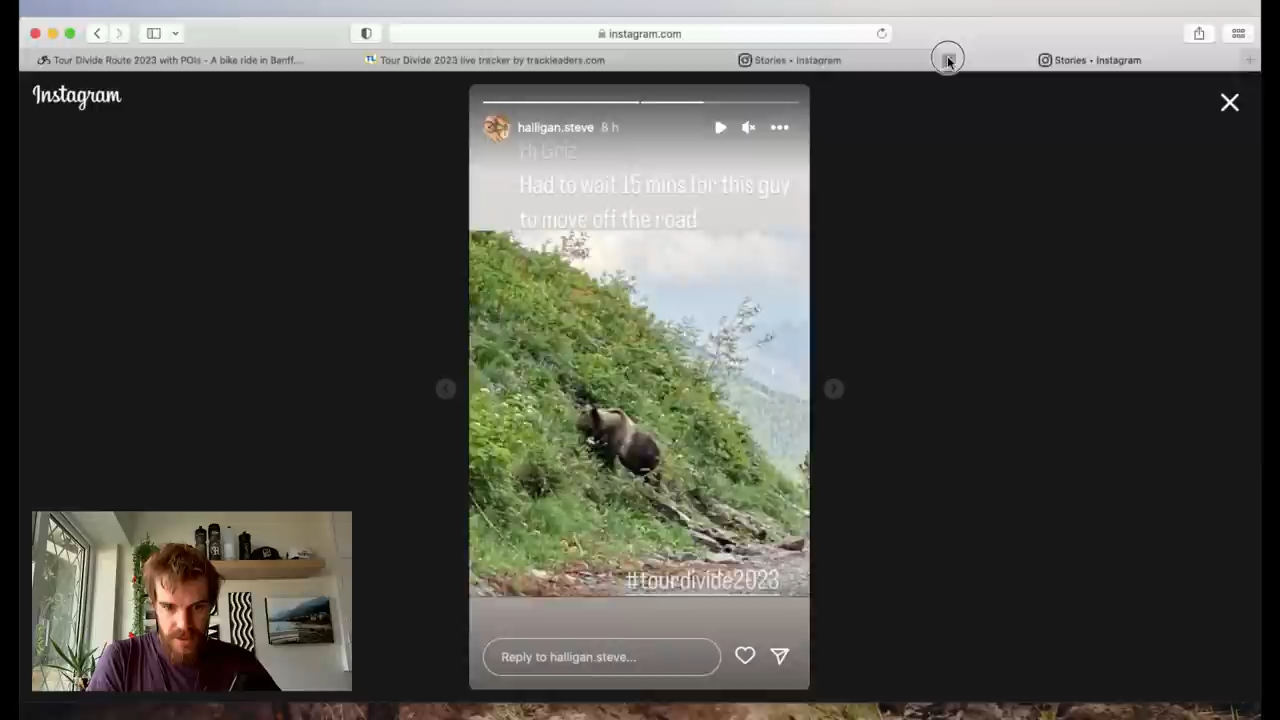 instagram.com
Tour Divide Route 2023 with POIs - A bike ride in Banff...
Tour Divide 2023 live tracker by trackleaders.com
Stories • Instagram
Stories • Instagram
Instagram
halligan.steve 8 h
Hi Griz
Had to wait 15 mins for this guy
to move off the road
#tourdivide2023
Reply to halligan.steve...